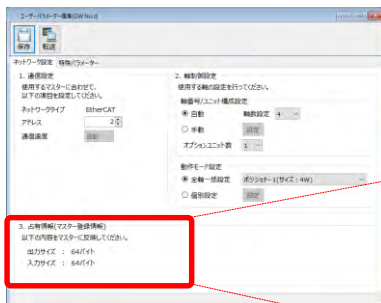 ユーザーパラメーター編集(GW No.0)
保存 転送
ネットワーク設定 特殊パラメーター
1. 通信設定
使用するマスターに合わせて、
以下の項目を設定してください。
ネットワークタイプ EtherCAT
アドレス 2
通信速度 自動
2. 軸制御設定
使用する軸の設定を行ってください。
軸番号/ユニット構成設定
自動 軸数設定 4
手動 設定
オプションユニット数 1
動作モード設定
全軸一括設定 ポジショナー1(サイズ：4W)
個別設定 設定
3. 占有情報(マスター登録情報)
以下の内容をマスターに反映してください。
出力サイズ ： 64バイト
入力サイズ ： 64バイト